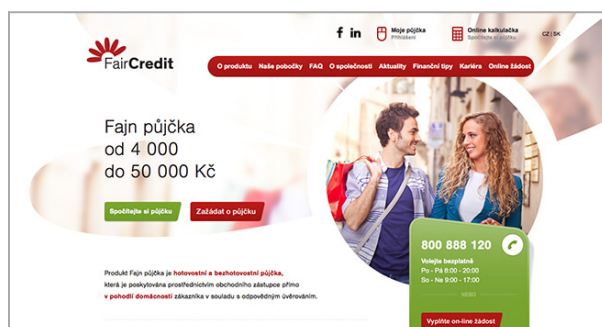 f in
Moje půjčka
Přihlášení
Online kalkulačka
Spočítejte si půjčku
CZ | SK
FairCredit
O produktu Naše pobočky FAQ O společnosti Aktuality Finanční tipy Kariéra Online žádost
Fajn půjčka
od 4 000
do 50 000 Kč
Spočítejte si půjčku
Zažádat o půjčku
800 888 120
Volejte bezplatně
Po - Pá 8:00 - 20:00
So - Ne 9:00 - 17:00
NEBO
Vyplňte on-line žádost
Produkt Fajn půjčka je hotovostní a bezhotovostní půjčka,
která je poskytována prostřednictvím obchodního zástupce přímo
v pohodlí domácnosti zákazníka v souladu s odpovědným úvěrováním.